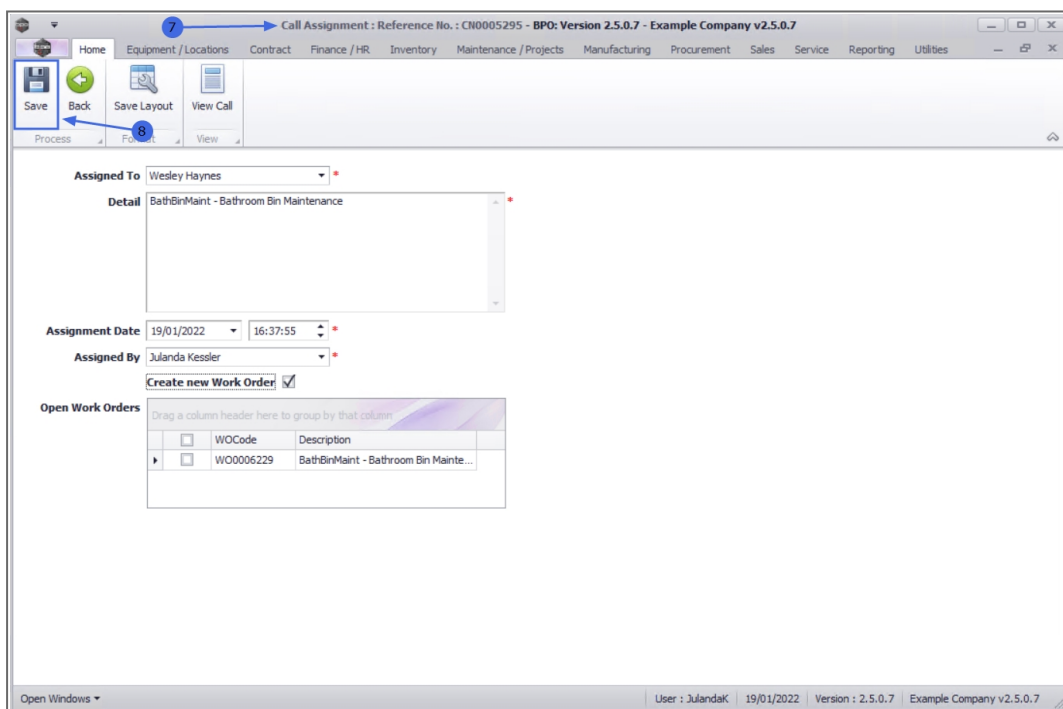 7
Call Assignment : Reference No. : CN0005295 - BPO: Version 2.5.0.7 - Example Company v2.5.0.7
Home Equipment / Locations Contract Finance / HR Inventory Maintenance / Projects Manufacturing Procurement Sales Service Reporting Utilities
Save Back Save Layout View Call
8
Process View
Assigned To Wesley Haynes *
Detail BathBinMaint - Bathroom Bin Maintenance *
Assignment Date 19/01/2022 16:37:55 *
Assigned By Julanda Kessler *
Create new Work Order
Open Work Orders
Drag a column header here to group by that column
WOCode Description
WO0006229 BathBinMaint - Bathroom Bin Mainte...
Open Windows User : JulandaK 19/01/2022 Version : 2.5.0.7 Example Company v2.5.0.7